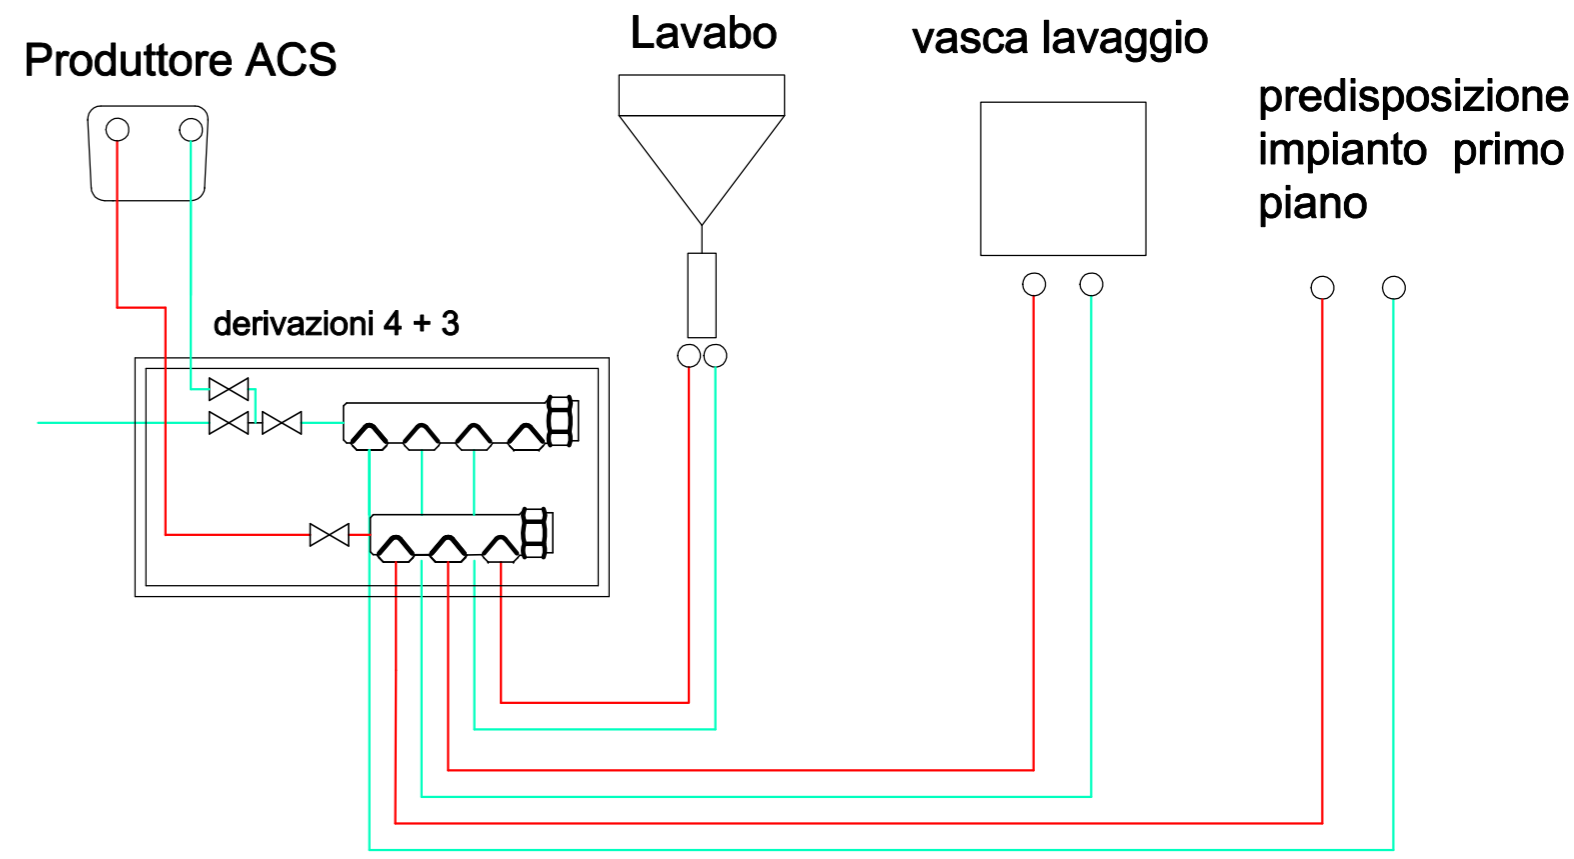 Produttore ACS
Lavabo
vasca lavaggio
predisposizione
impianto primo
piano
derivazioni 4 + 3